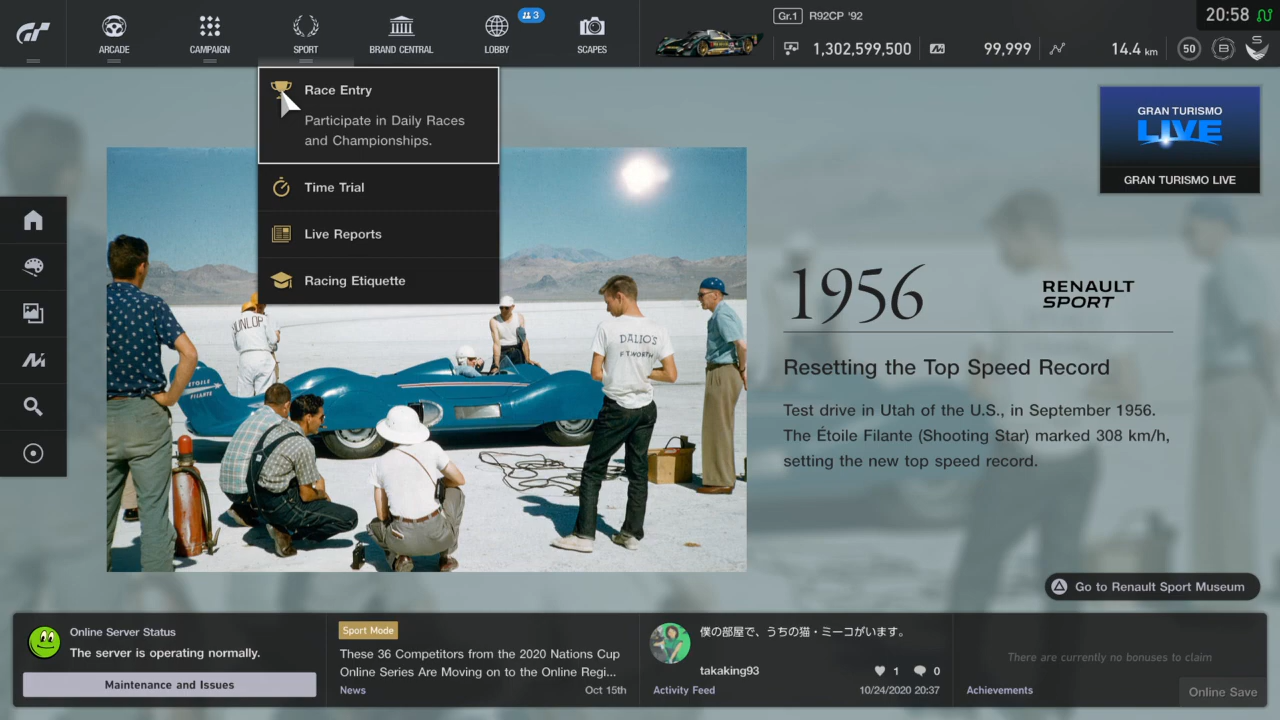 ARCADE
CAMPAIGN
SPORT
BRAND CENTRAL
LOBBY
3
SCAPES
Gr.1 R92CP '92
1,302,599,500
99,999
14.4 km
50
B
S
20:58
Race Entry
Participate in Daily Races
and Championships.
Time Trial
Live Reports
Racing Etiquette
GRAN TURISMO
LIVE
GRAN TURISMO LIVE
DUNLOP
DALIO'S
FT WORTH
ETOILE
FILANTE
1956
RENAULT
SPORT
Resetting the Top Speed Record
Test drive in Utah of the U.S., in September 1956.
The Étoile Filante (Shooting Star) marked 308 km/h,
setting the new top speed record.
Go to Renault Sport Museum
Online Server Status
The server is operating normally.
Maintenance and Issues
Sport Mode
These 36 Competitors from the 2020 Nations Cup
Online Series Are Moving on to the Online Regi...
News
Oct 15th
僕の部屋で、うちの猫・ミーコがいます。
takaking93
1
0
Activity Feed
10/24/2020 20:37
There are currently no bonuses to claim
Achievements
Online Save